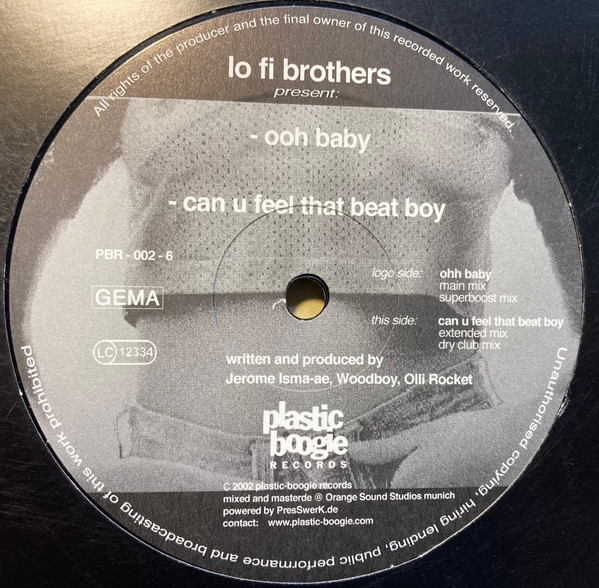 All rights of the producer and the final owner of this recorded work reserved.
lo fi brothers
present:
- ooh baby
- can u feel that beat boy
PBR - 002 - 6
GEMA
LC 12334
logo side: ohh baby
main mix
superboost mix
this side: can u feel that beat boy
extended mix
dry club mix
written and produced by
Jerome Isma-ae, Woodboy, Olli Rocket
plastic
boogie
RECORDS
C 2002 plastic-boogie records
mixed and masterde @ Orange Sound Studios munich
powered by PresSwerK.de
contact: www.plastic-boogie.com
Unauthorised copying, hiring lending, public performance and broadcasting of this work prohibited